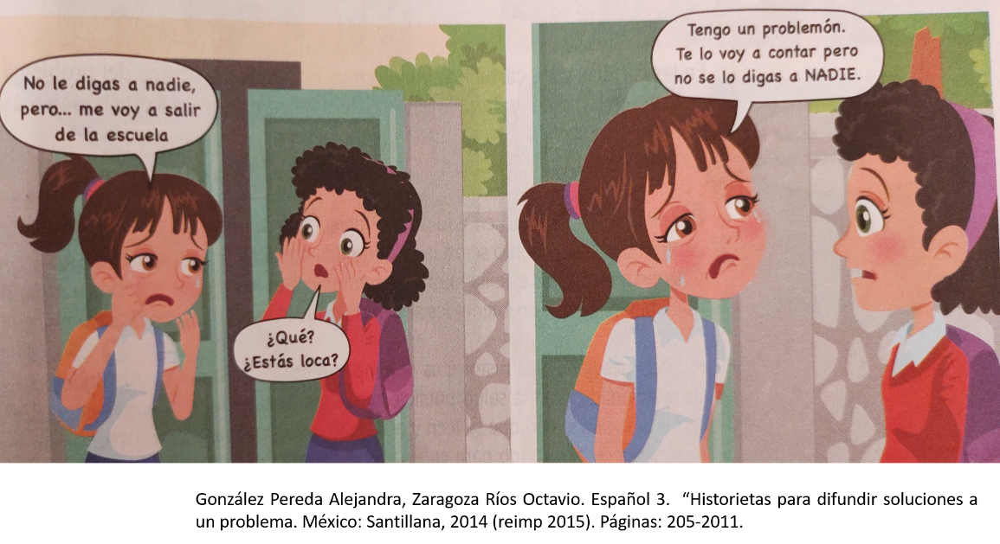 No le digas a nadie,
pero... me voy a salir
de la escuela
¿Qué?
¿Estás loca?
Tengo un problemón.
Te lo voy a contar pero
no se lo digas a NADIE.
González Pereda Alejandra, Zaragoza Ríos Octavio. Español 3. “Historietas para difundir soluciones a
un problema. México: Santillana, 2014 (reimp 2015). Páginas: 205-2011.